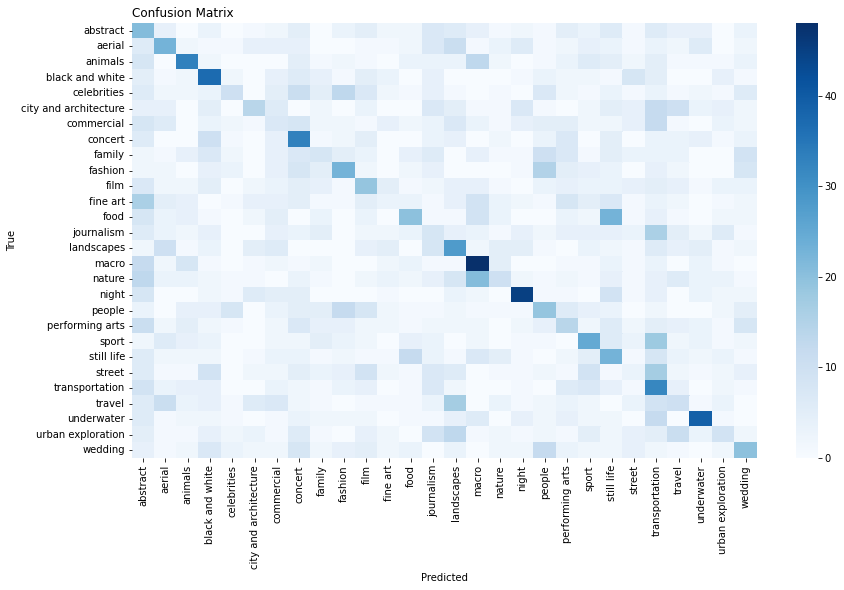 Confusion Matrix
True
abstract
aerial
animals
black and white
celebrities
city and architecture
commercial
concert
family
fashion
film
fine art
food
journalism
landscapes
macro
nature
night
people
performing arts
sport
still life
street
transportation
travel
underwater
urban exploration
wedding
abstract
aerial
animals
black and white
celebrities
city and architecture
commercial
concert
family
fashion
film
fine art
food
journalism
landscapes
macro
nature
night
people
performing arts
sport
still life
street
transportation
travel
underwater
urban exploration
wedding
Predicted
40
30
20
10
0